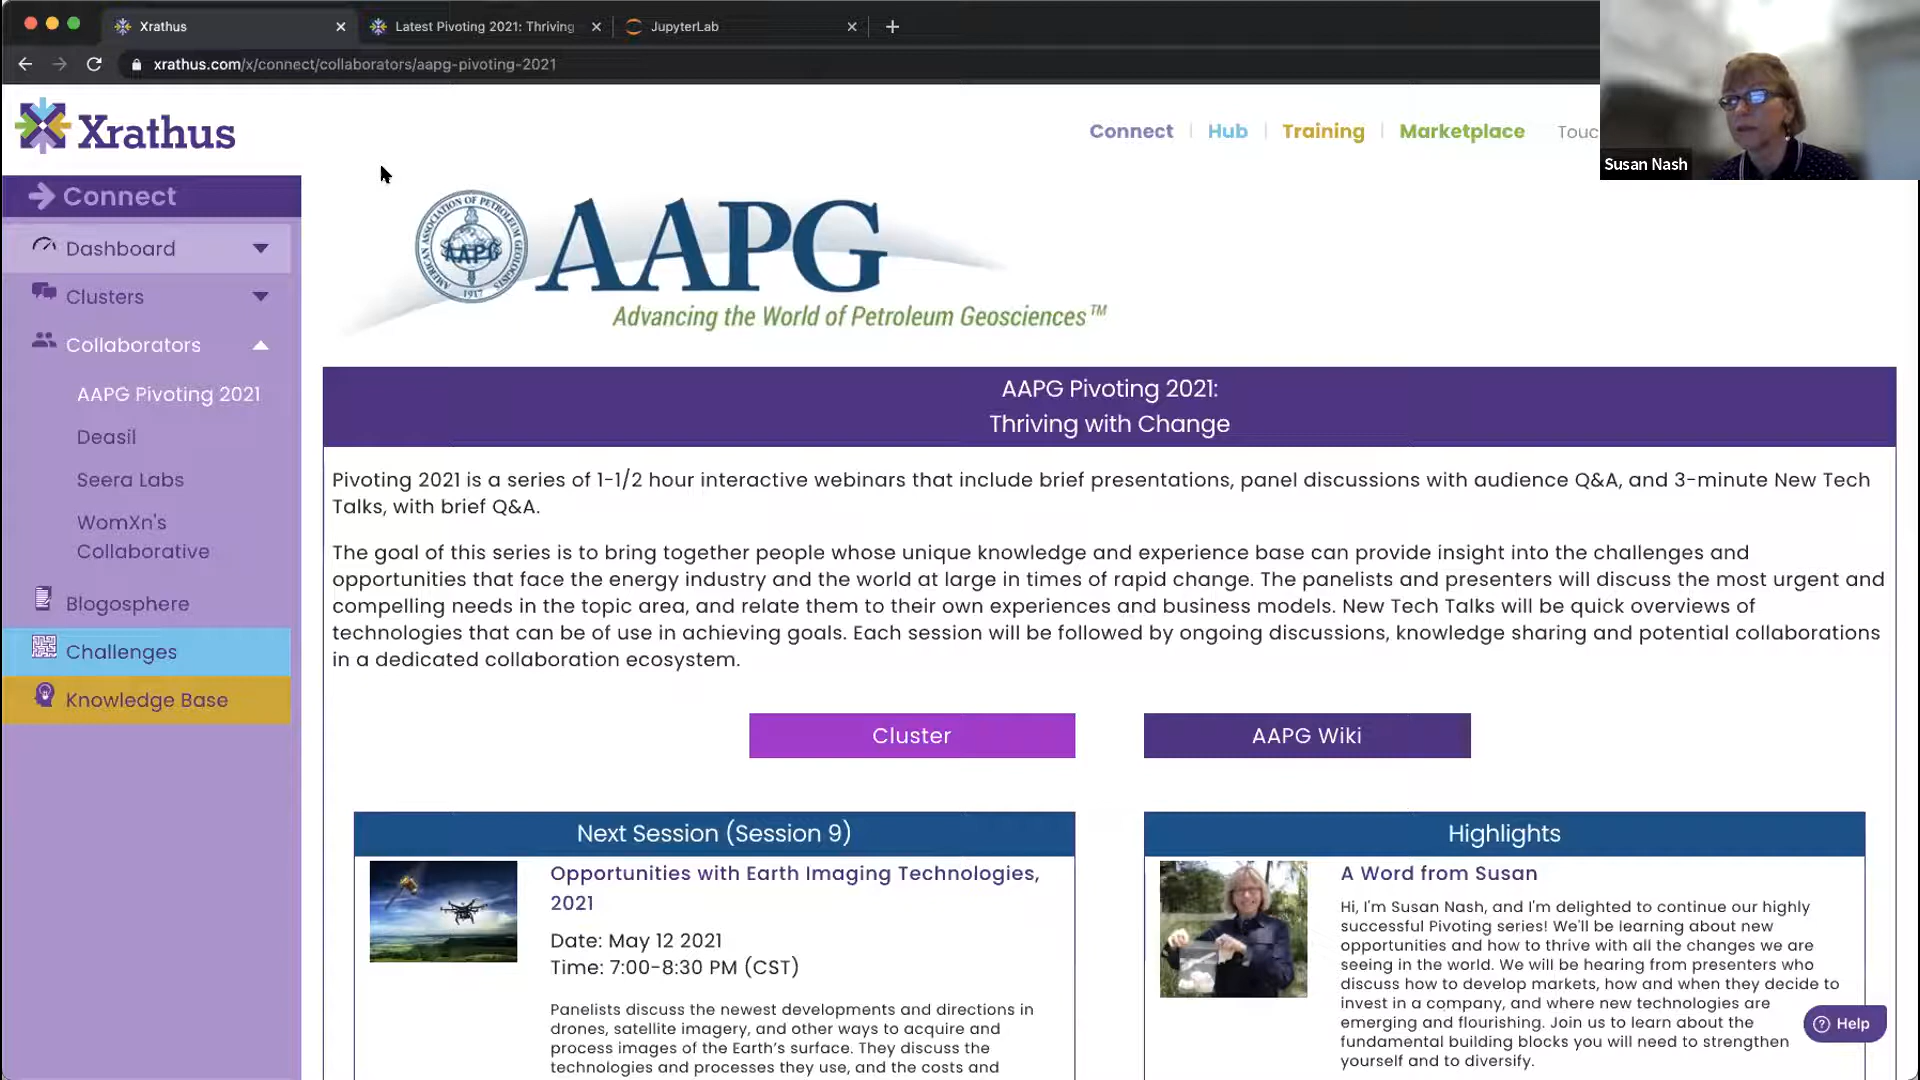 Xrathus
Latest Pivoting 2021: Thriving
JupyterLab
xrathus.com/x/connect/collaborators/aapg-pivoting-2021
Xrathus
Connect
Hub
Training
Marketplace
Touc
Susan Nash
Connect
Dashboard
Clusters
Collaborators
AAPG Pivoting 2021
Deasil
Seera Labs
WomXn's
Collaborative
Blogosphere
Challenges
Knowledge Base
AMERICAN ASSOCIATION OF PETROLEUM GEOLOGISTS
AAPG
1917
AAPG
Advancing the World of Petroleum Geosciences™
AAPG Pivoting 2021:
Thriving with Change
Pivoting 2021 is a series of 1-1/2 hour interactive webinars that include brief presentations, panel discussions with audience Q&A, and 3-minute New Tech
Talks, with brief Q&A.
The goal of this series is to bring together people whose unique knowledge and experience base can provide insight into the challenges and
opportunities that face the energy industry and the world at large in times of rapid change. The panelists and presenters will discuss the most urgent and
compelling needs in the topic area, and relate them to their own experiences and business models. New Tech Talks will be quick overviews of
technologies that can be of use in achieving goals. Each session will be followed by ongoing discussions, knowledge sharing and potential collaborations
in a dedicated collaboration ecosystem.
Cluster
AAPG Wiki
Next Session (Session 9)
Opportunities with Earth Imaging Technologies,
2021
Date: May 12 2021
Time: 7:00-8:30 PM (CST)
Panelists discuss the newest developments and directions in
drones, satellite imagery, and other ways to acquire and
process images of the Earth's surface. They discuss the
technologies and processes they use, and the costs and
Highlights
A Word from Susan
Hi, I'm Susan Nash, and I'm delighted to continue our highly
successful Pivoting series! We'll be learning about new
opportunities and how to thrive with all the changes we are
seeing in the world. We will be hearing from presenters who
discuss how to develop markets, how and when they decide to
invest in a company, and where new technologies are
emerging and flourishing. Join us to learn about the
fundamental building blocks you will need to strengthen
yourself and to diversify.
Help